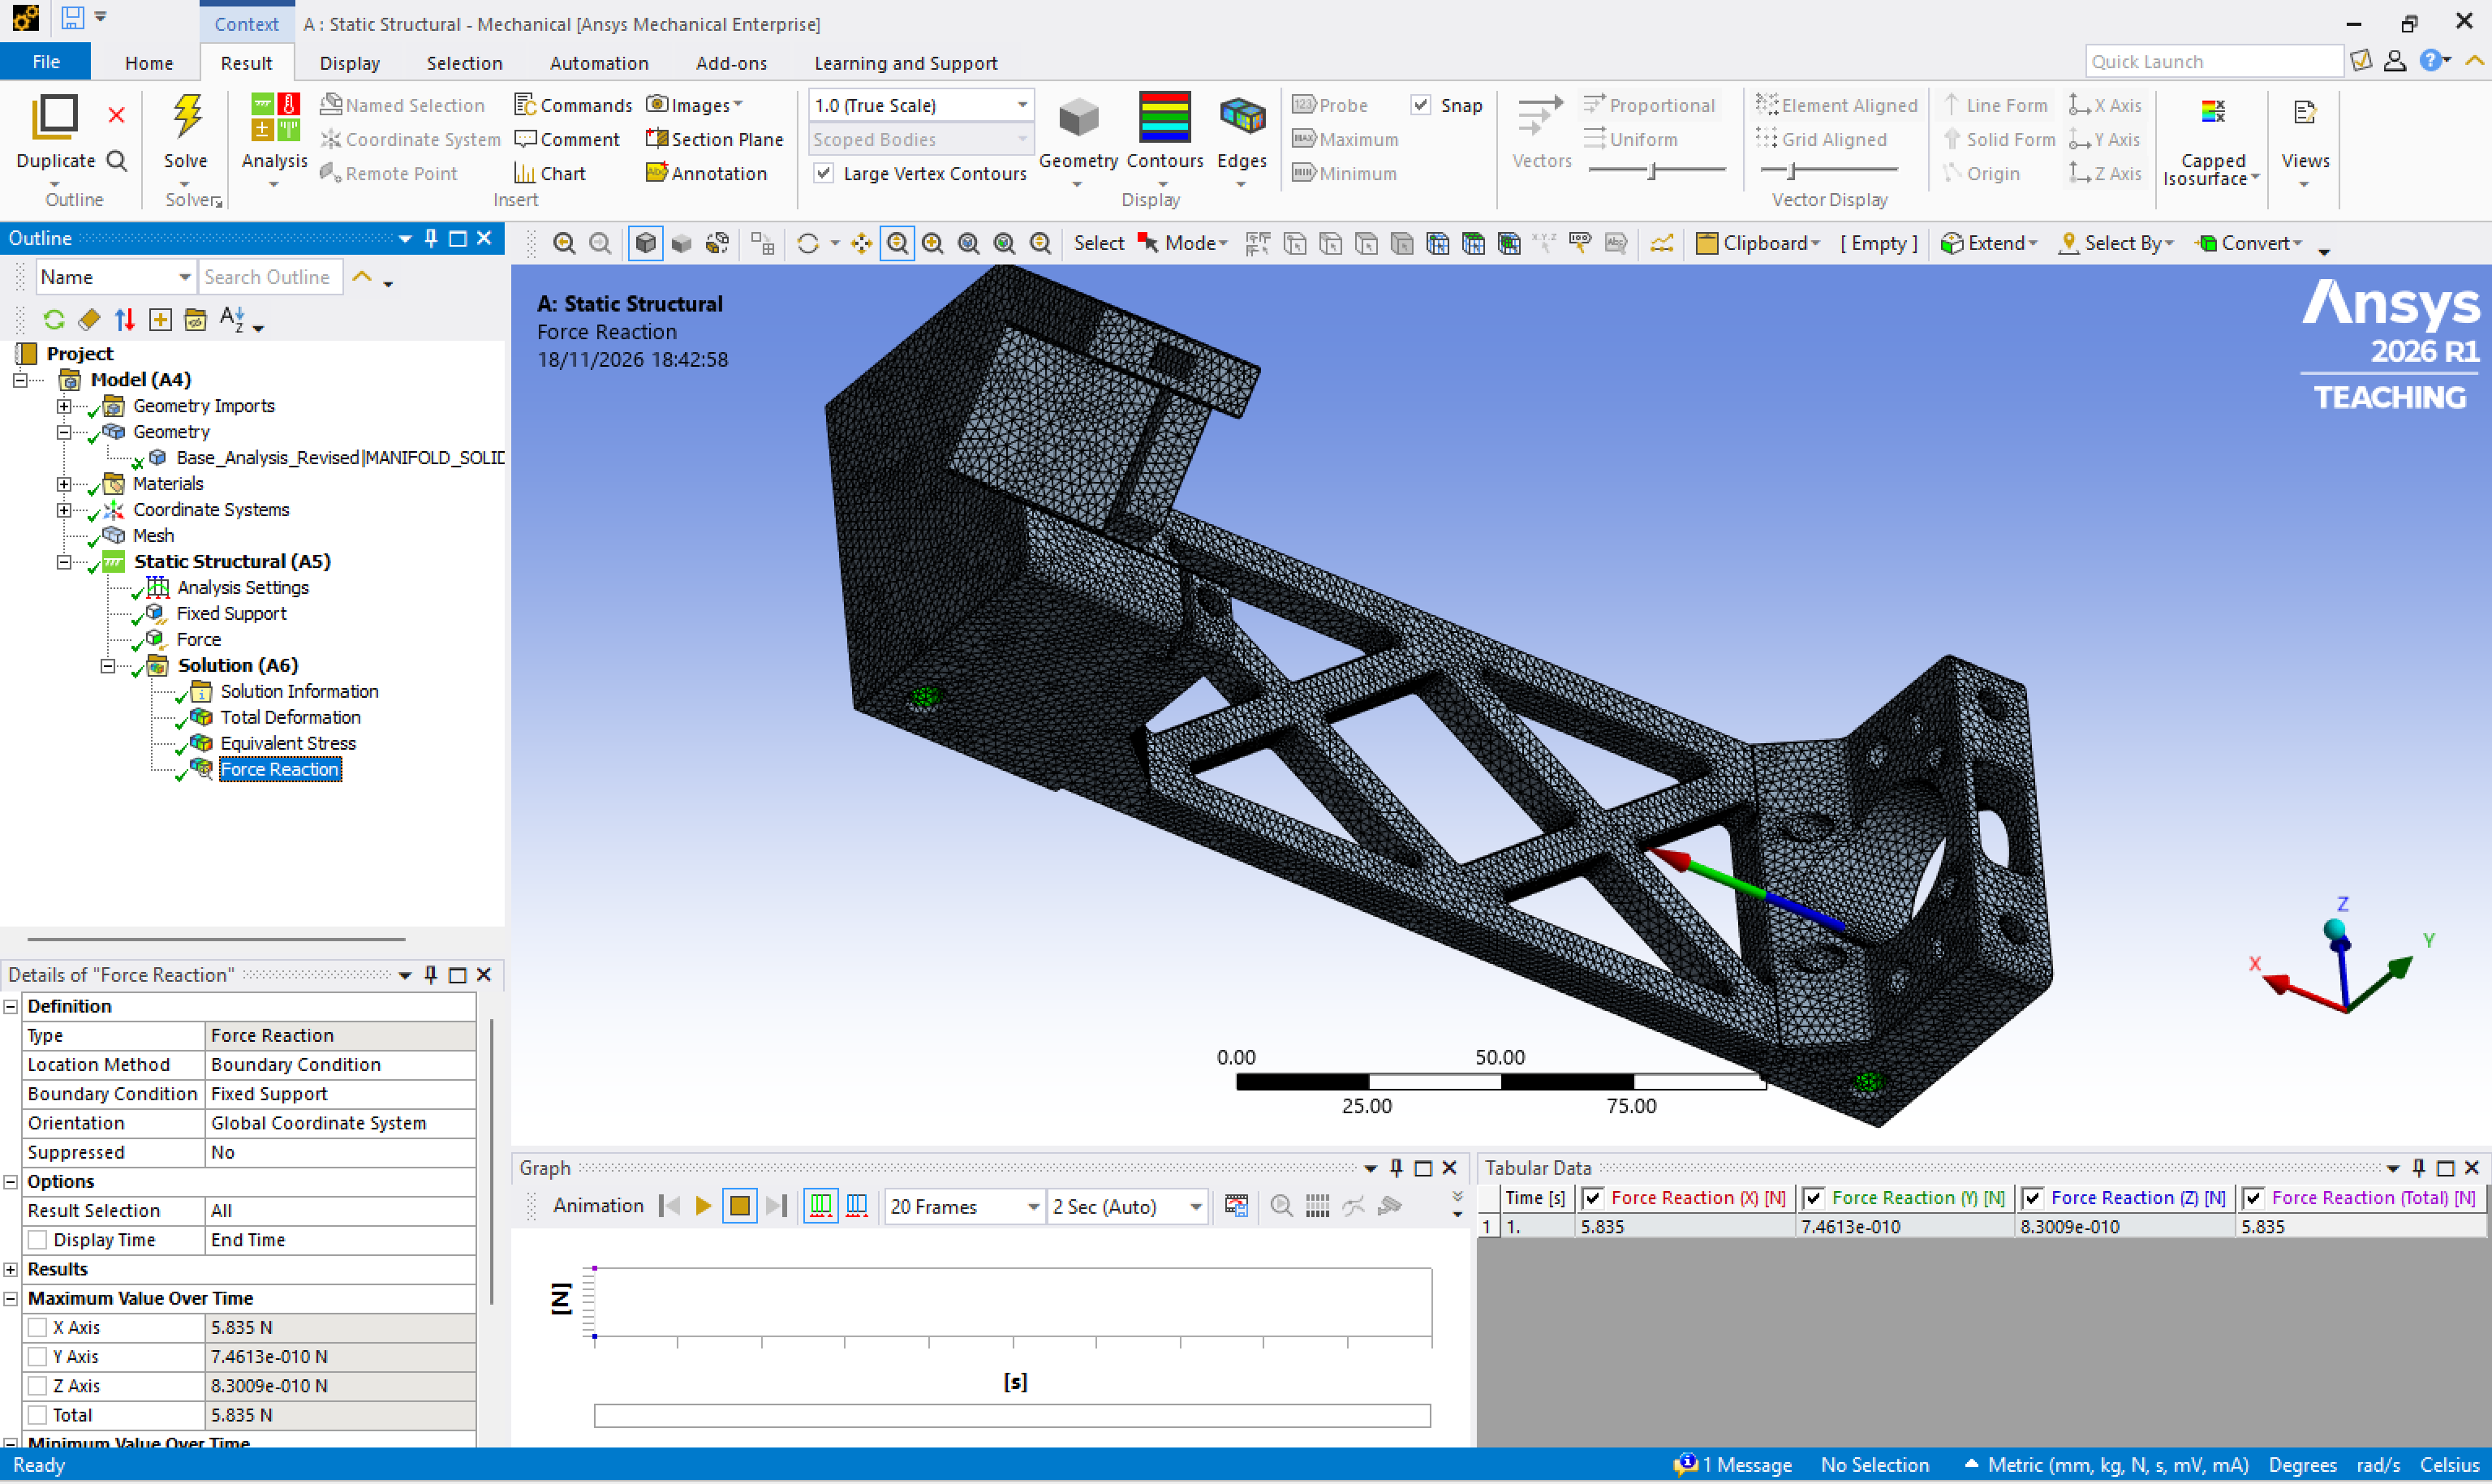 Context
A : Static Structural - Mechanical [Ansys Mechanical Enterprise]
File
Home
Result
Display
Selection
Automation
Add-ons
Learning and Support
Quick Launch
Duplicate
Outline
Solve
Solver
Analysis
Named Selection
Coordinate System
Remote Point
Commands
Comment
Chart
Images
Section Plane
Annotation
Insert
1.0 (True Scale)
Scoped Bodies
Large Vertex Contours
Geometry
Contours
Edges
Display
Probe
Maximum
Minimum
Snap
Vectors
Proportional
Uniform
Element Aligned
Grid Aligned
Line Form
Solid Form
Origin
X Axis
Y Axis
Z Axis
Vector Display
Capped
Isosurface
Views
Outline
Name
Search Outline
Select
Mode
Clipboard
[ Empty ]
Extend
Select By
Convert
Project
Model (A4)
Geometry Imports
Geometry
Base_Analysis_Revised|MANIFOLD_SOLID
Materials
Coordinate Systems
Mesh
Static Structural (A5)
Analysis Settings
Fixed Support
Force
Solution (A6)
Solution Information
Total Deformation
Equivalent Stress
Force Reaction
A: Static Structural
Force Reaction
18/11/2026 18:42:58
Ansys
2026 R1
TEACHING
Z
Y
X
0.00
50.00
25.00
75.00
Details of "Force Reaction"
Definition
Type Force Reaction
Location Method Boundary Condition
Boundary Condition Fixed Support
Orientation Global Coordinate System
Suppressed No
Options
Result Selection All
Display Time End Time
Results
Maximum Value Over Time
X Axis 5.835 N
Y Axis 7.4613e-010 N
Z Axis 8.3009e-010 N
Total 5.835 N
Minimum Value Over Time
Graph
Animation
20 Frames
2 Sec (Auto)
[N]
[s]
Tabular Data
Time [s] Force Reaction (X) [N] Force Reaction (Y) [N] Force Reaction (Z) [N] Force Reaction (Total) [N]
1 1. 5.835 7.4613e-010 8.3009e-010 5.835
Ready
1 Message
No Selection
Metric (mm, kg, N, s, mV, mA)
Degrees
rad/s
Celsius